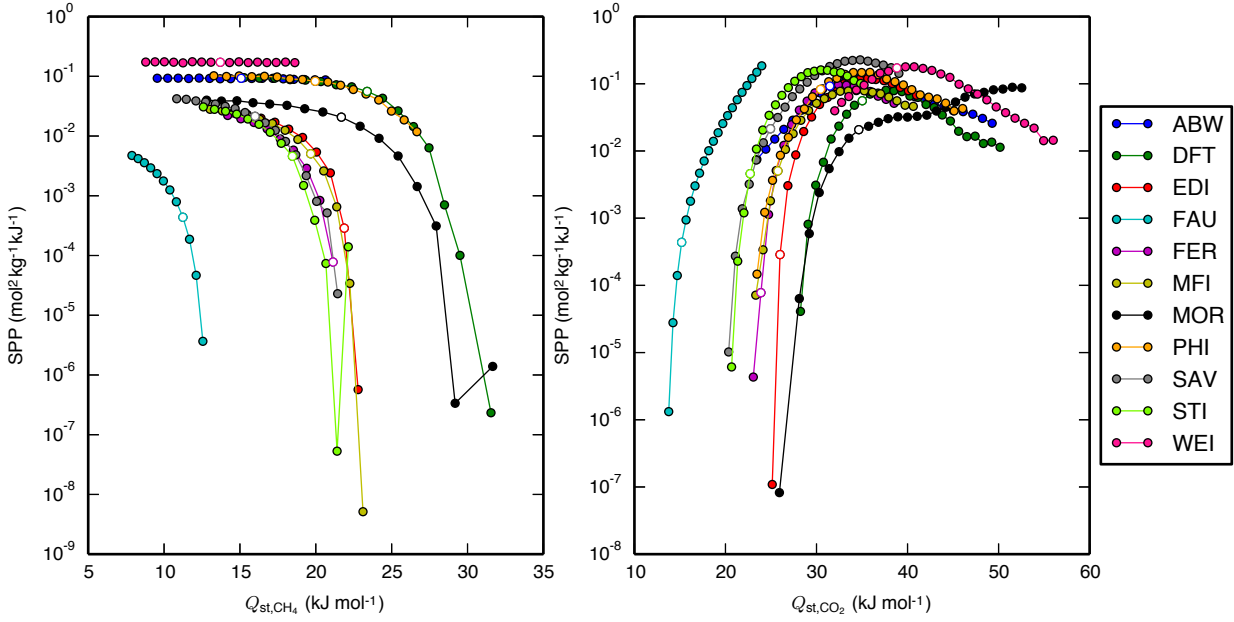 10⁰
10⁻¹
10⁻²
10⁻³
10⁻⁴
10⁻⁵
10⁻⁶
10⁻⁷
10⁻⁸
10⁻⁹
SPP (mol² kg⁻¹ kJ⁻¹)
5 10 15 20 25 30 35
Q_st,CH₄ (kJ mol⁻¹)
10⁰
10⁻¹
10⁻²
10⁻³
10⁻⁴
10⁻⁵
10⁻⁶
10⁻⁷
10⁻⁸
SPP (mol² kg⁻¹ kJ⁻¹)
10 20 30 40 50 60
Q_st,CO₂ (kJ mol⁻¹)
ABW
DFT
EDI
FAU
FER
MFI
MOR
PHI
SAV
STI
WEI